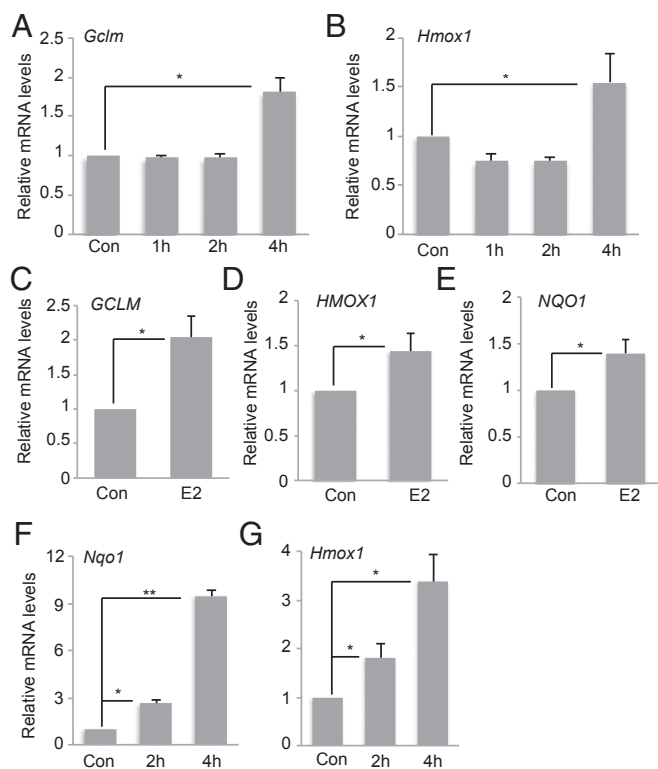 A
Gclm
Relative mRNA levels
2.5
2
1.5
1
0.5
0
*
Con 1h 2h 4h
B
Hmox1
Relative mRNA levels
2
1.5
1
0.5
0
*
Con 1h 2h 4h
C
GCLM
Relative mRNA levels
2.5
2
1.5
1
0.5
0
*
Con E2
D
HMOX1
Relative mRNA levels
2
1.5
1
0.5
0
*
Con E2
E
NQO1
Relative mRNA levels
2
1.5
1
0.5
0
*
Con E2
F
Nqo1
Relative mRNA levels
12
9
6
3
0
**
*
Con 2h 4h
G
Hmox1
4
3
2
1
0
*
*
Con 2h 4h